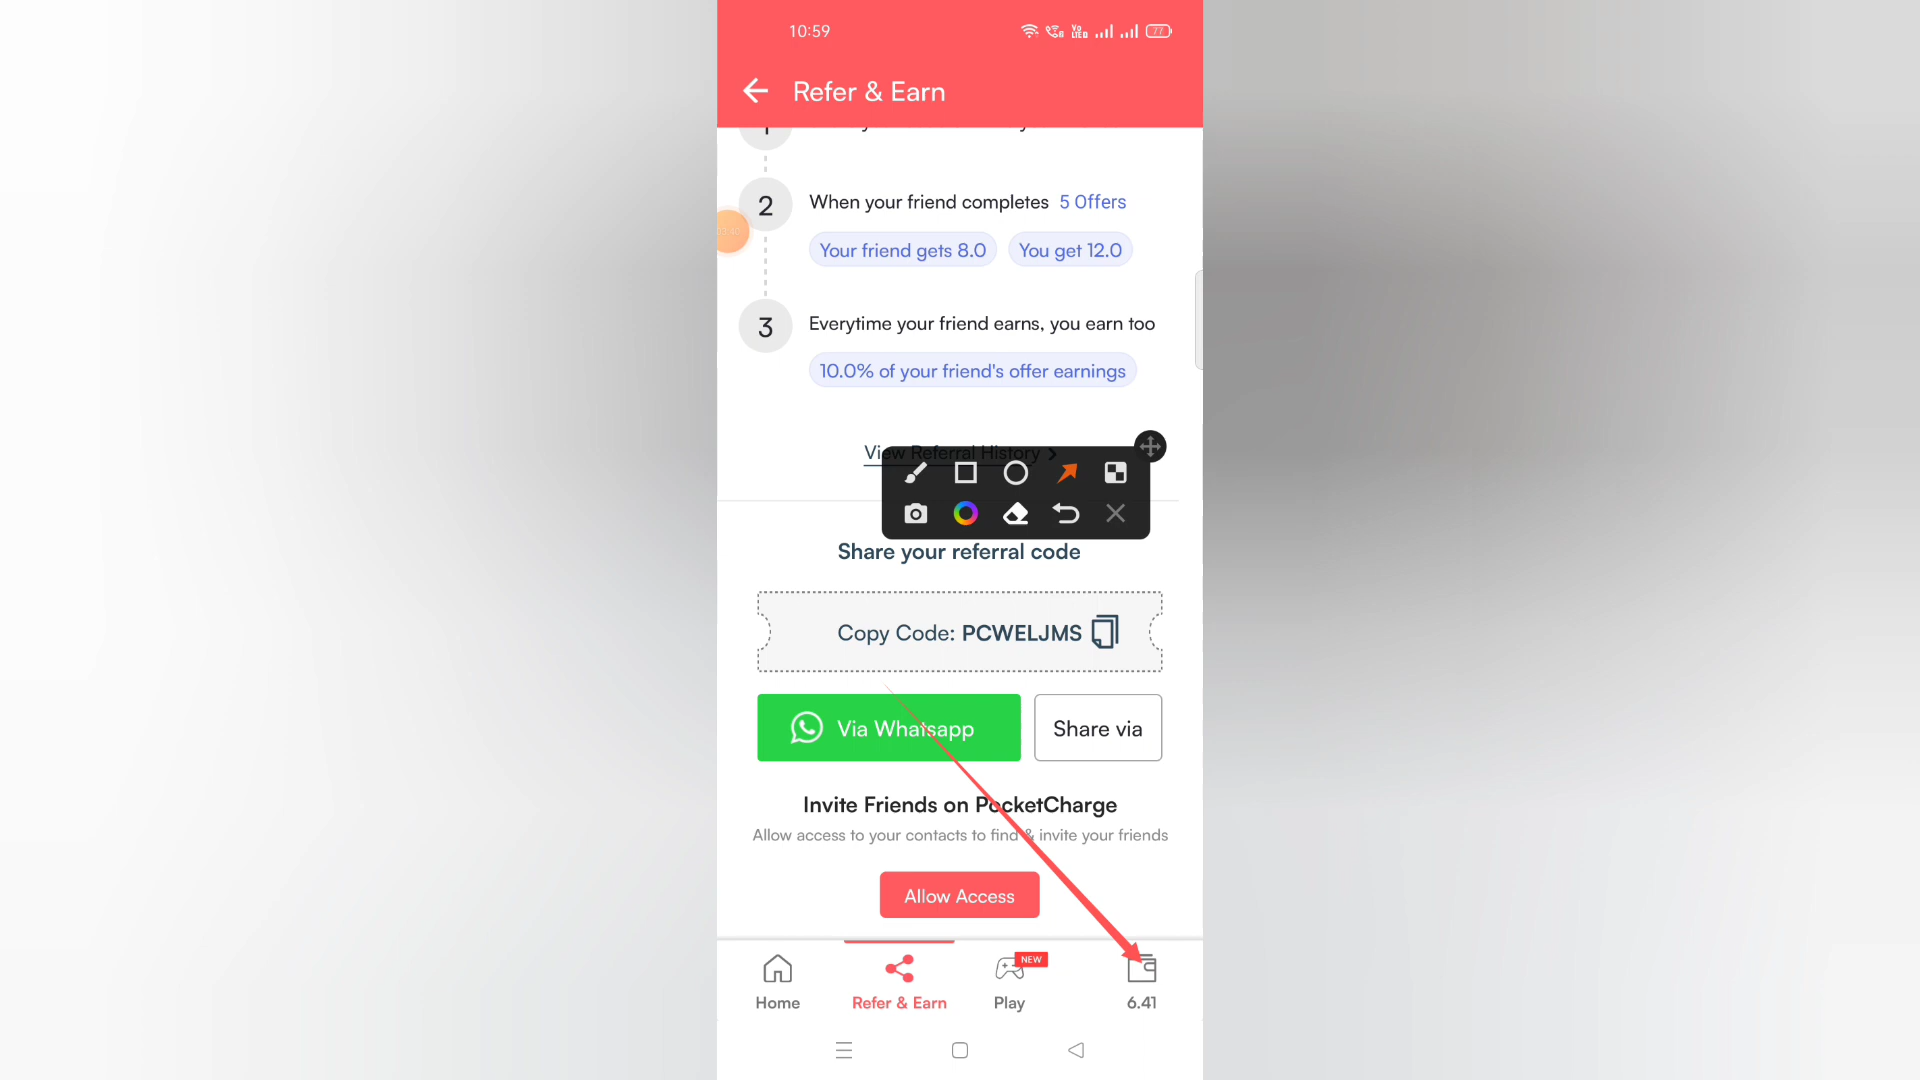 10:59
77
Refer & Earn
1
2
When your friend completes 5 Offers
Your friend gets 8.0
You get 12.0
3
Everytime your friend earns, you earn too
10.0% of your friend's offer earnings
View Referral History
Share your referral code
Copy Code: PCWELJMS
Via Whatsapp
Share via
Invite Friends on PocketCharge
Allow access to your contacts to find & invite your friends
Allow Access
NEW
Home
Refer & Earn
Play
6.41